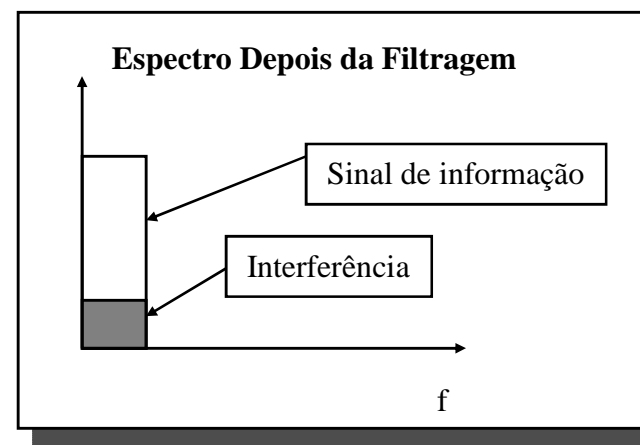 Espectro Depois da Filtragem
Sinal de informação
Interferência
f